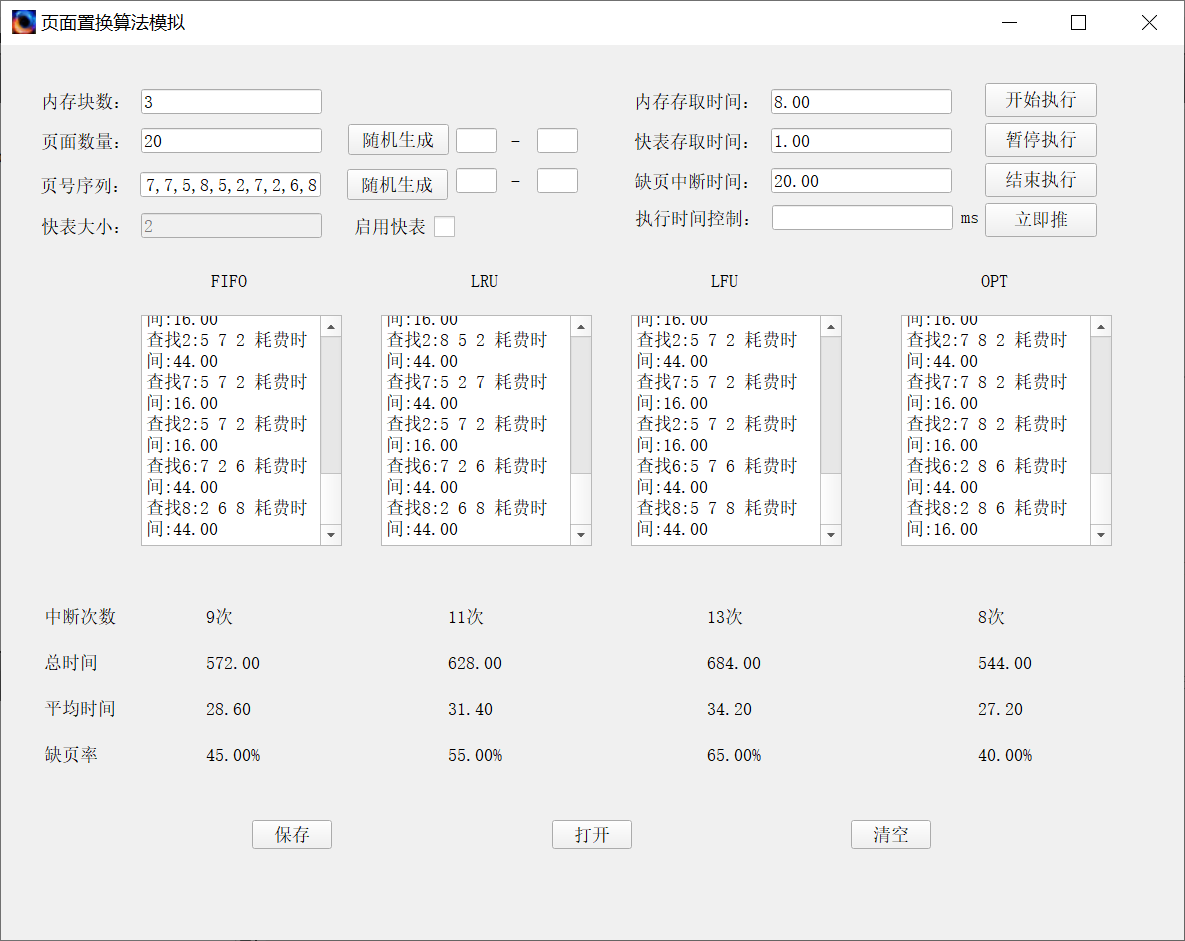 页面置换算法模拟
内存块数: 3
内存存取时间: 8.00
开始执行
页面数量: 20
随机生成
-
快表存取时间: 1.00
暂停执行
页号序列: 7,7,5,8,5,2,7,2,6,8
随机生成
-
缺页中断时间: 20.00
结束执行
快表大小: 2
启用快表
执行时间控制:
ms
立即推
FIFO
LRU
LFU
OPT
间:16.00
查找2:5 7 2 耗费时
间:44.00
查找7:5 7 2 耗费时
间:16.00
查找2:5 7 2 耗费时
间:16.00
查找6:7 2 6 耗费时
间:44.00
查找8:2 6 8 耗费时
间:44.00
间:16.00
查找2:8 5 2 耗费时
间:44.00
查找7:5 2 7 耗费时
间:44.00
查找2:5 7 2 耗费时
间:16.00
查找6:7 2 6 耗费时
间:44.00
查找8:2 6 8 耗费时
间:44.00
间:16.00
查找2:5 7 2 耗费时
间:44.00
查找7:5 7 2 耗费时
间:16.00
查找2:5 7 2 耗费时
间:16.00
查找6:5 7 6 耗费时
间:44.00
查找8:5 7 8 耗费时
间:44.00
间:16.00
查找2:7 8 2 耗费时
间:44.00
查找7:7 8 2 耗费时
间:16.00
查找2:7 8 2 耗费时
间:16.00
查找6:2 8 6 耗费时
间:44.00
查找8:2 8 6 耗费时
间:16.00
中断次数 9次 11次 13次 8次
总时间 572.00 628.00 684.00 544.00
平均时间 28.60 31.40 34.20 27.20
缺页率 45.00% 55.00% 65.00% 40.00%
保存 打开 清空